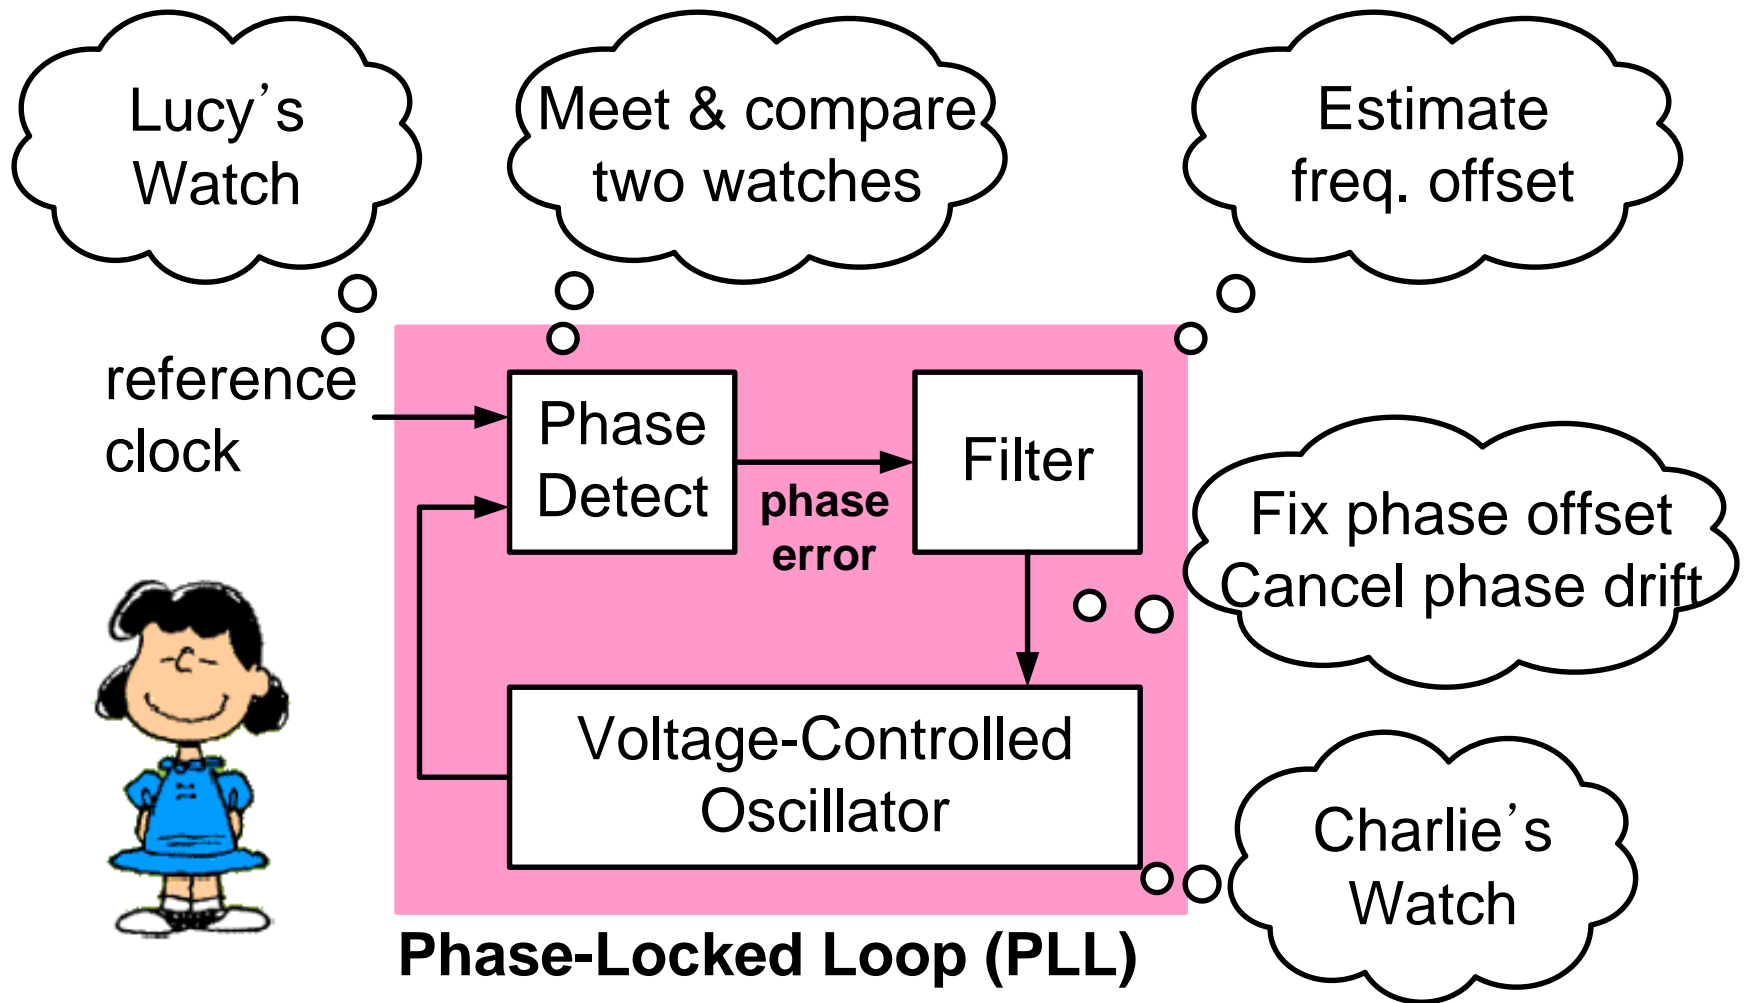 Lucy's
Watch
Meet & compare
two watches
Estimate
freq. offset
reference
clock
Phase
Detect
phase
error
Filter
Fix phase offset
Cancel phase drift
Voltage-Controlled
Oscillator
Charlie's
Watch
Phase-Locked Loop (PLL)